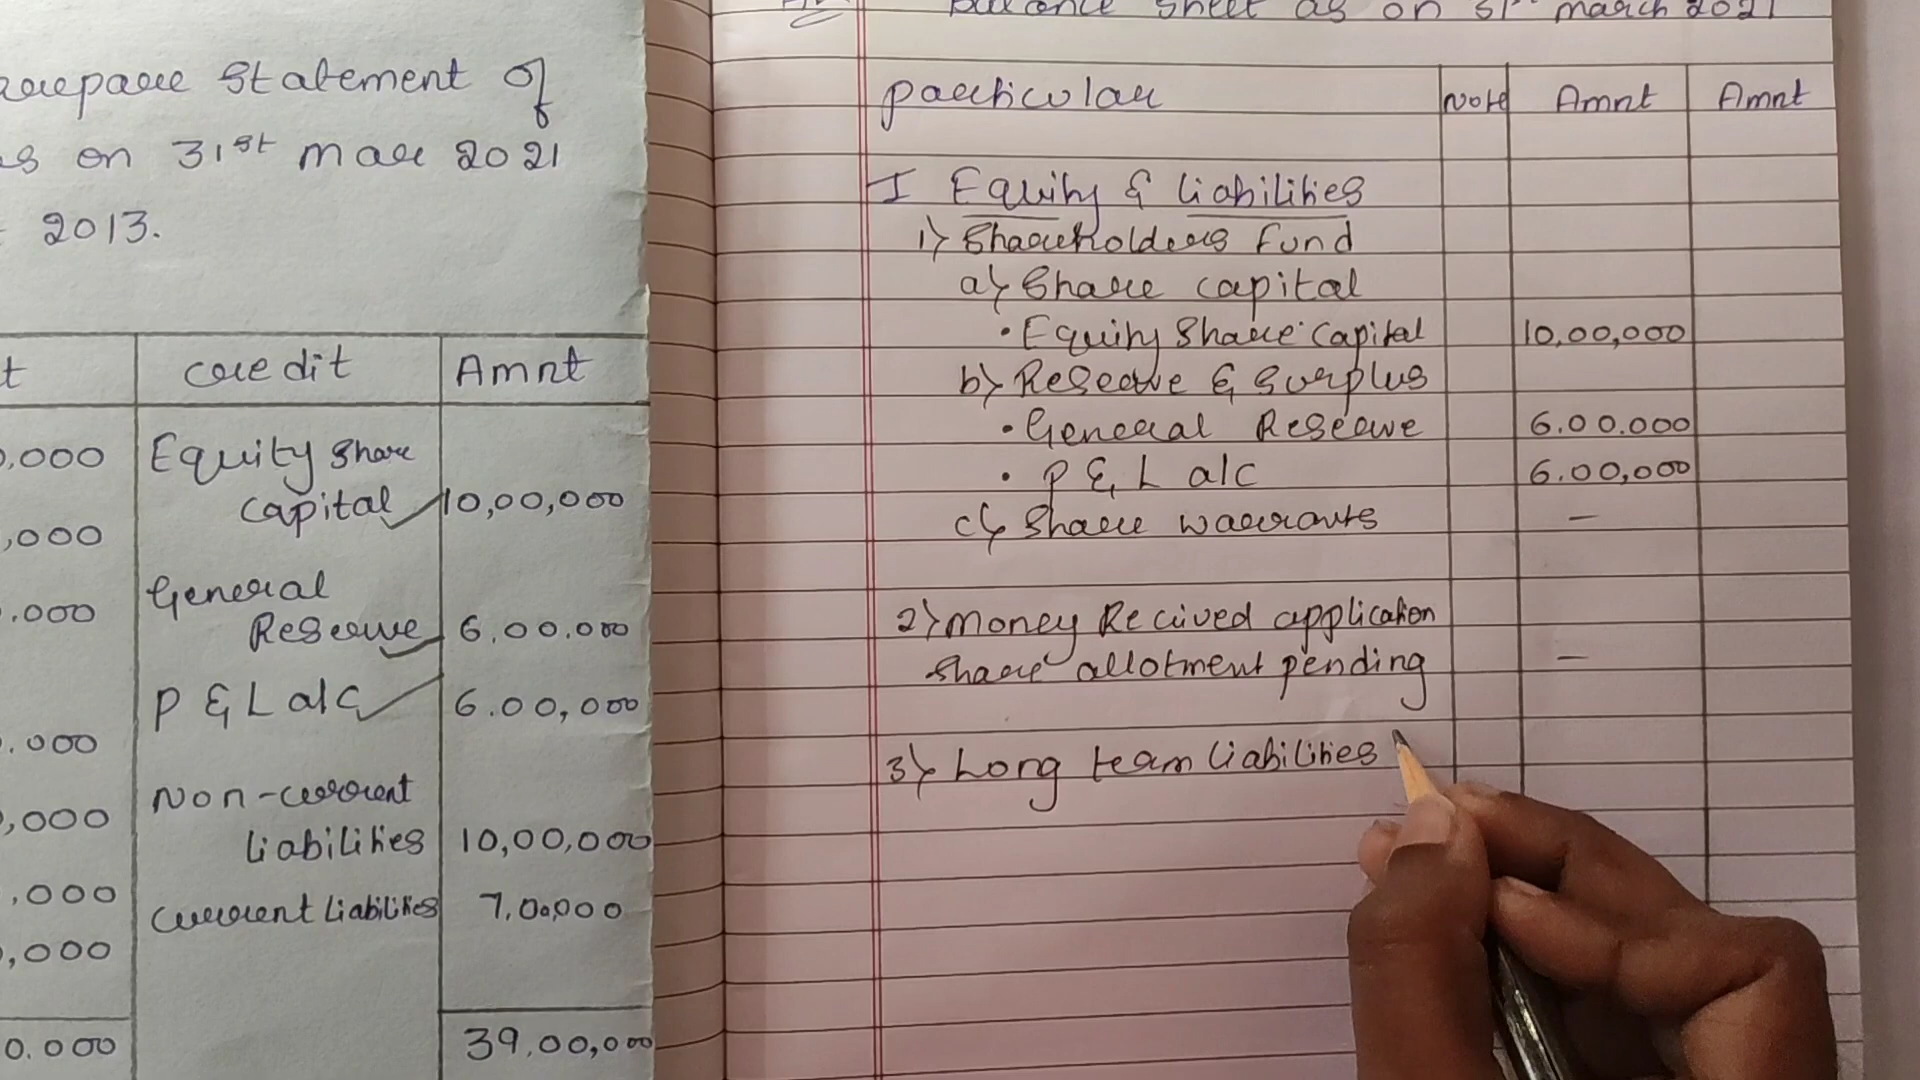 Statement of
on 31st mar 2021
2013.
credit Amnt
,000 Equity share
capital 10,00,000
,000
General
.000 Reserve 6.00.000
P & L a/c 6.00,000
.000
Non-current
,000 liabilities 10,00,000
,000 current liabilities 7,00,000
,000
0.000 39,00,000
Balance sheet as on 31st march 2021
particular Note Amnt Amnt
I Equity & liabilities
1) Shareholders fund
a) Share capital
• Equity Share capital 10,00,000
b) Reserve & Surplus
• General Reserve 6.00.000
• P & L a/c 6.00,000
c) Share warrants —
2) Money Recived application
share allotment pending —
3) Long team liabilities